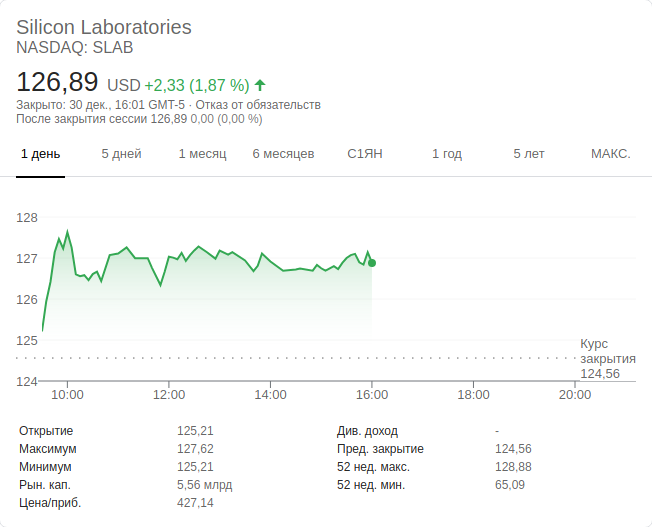 Silicon Laboratories
NASDAQ: SLAB
126,89 USD +2,33 (1,87 %)
Закрыто: 30 дек., 16:01 GMT-5 · Отказ от обязательств
После закрытия сессии 126,89 0,00 (0,00 %)
1 день 5 дней 1 месяц 6 месяцев С1ЯН 1 год 5 лет МАКС.
128
127
126
125
Курс
закрытия
124,56
124
10:00 12:00 14:00 16:00 18:00 20:00
Открытие 125,21 Див. доход -
Максимум 127,62 Пред. закрытие 124,56
Минимум 125,21 52 нед. макс. 128,88
Рын. кап. 5,56 млрд 52 нед. мин. 65,09
Цена/приб. 427,14